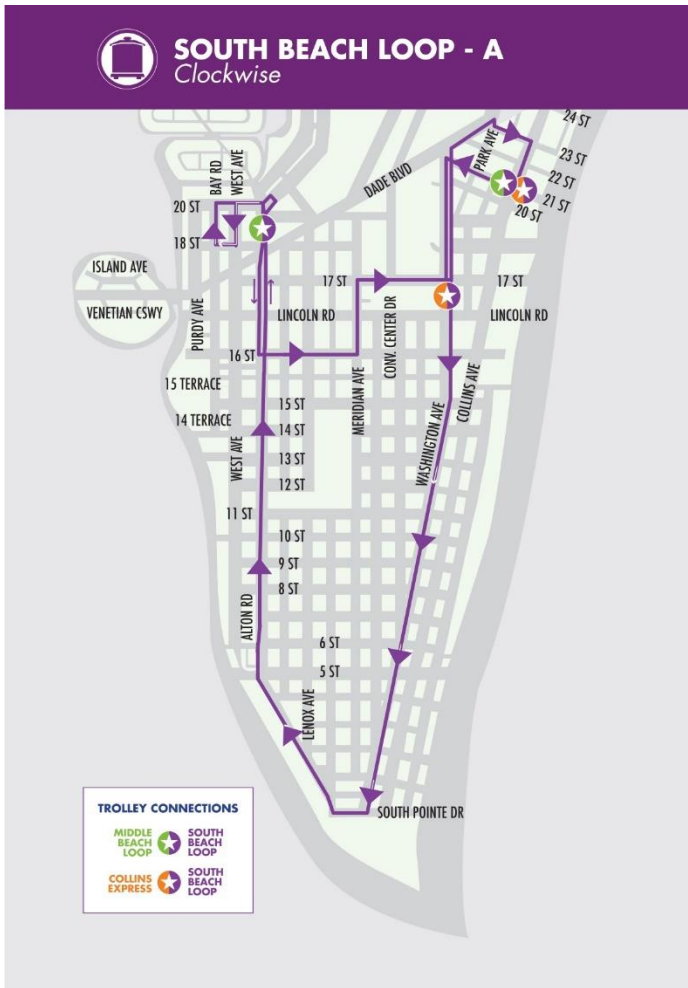 SOUTH BEACH LOOP - A
Clockwise
24 ST
PARK AVE
23 ST
BAY RD
WEST AVE
DADE BLVD
22 ST
20 ST
21 ST
20 ST
18 ST
ISLAND AVE
17 ST
17 ST
VENETIAN CSWY
PURDY AVE
LINCOLN RD
CONV. CENTER DR
LINCOLN RD
16 ST
15 TERRACE
MERIDIAN AVE
COLLINS AVE
14 TERRACE
15 ST
WEST AVE
14 ST
WASHINGTON AVE
13 ST
12 ST
11 ST
10 ST
9 ST
8 ST
ALTON RD
6 ST
5 ST
LENOX AVE
SOUTH POINTE DR
TROLLEY CONNECTIONS
MIDDLE BEACH LOOP
SOUTH BEACH LOOP
COLLINS EXPRESS
SOUTH BEACH LOOP